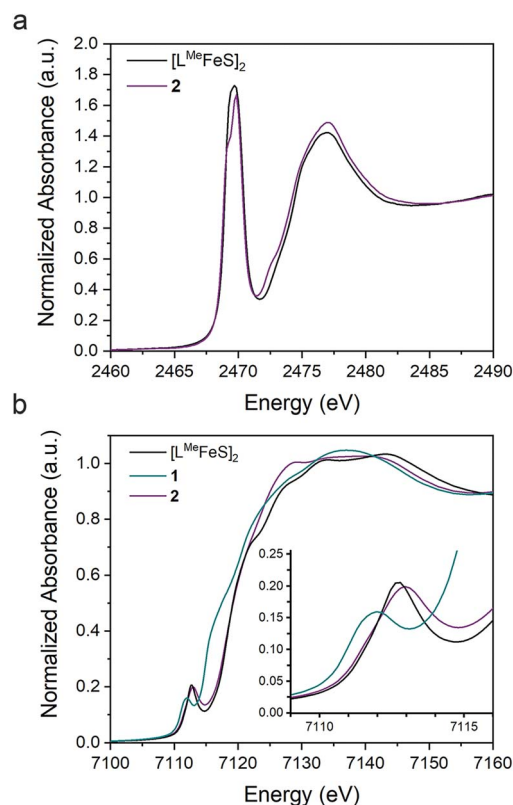 a
2.0
1.8
1.6
1.4
1.2
1.0
0.8
0.6
0.4
0.2
0.0
Normalized Absorbance (a.u.)
[LᴹᵉFeS]₂
2
2460 2465 2470 2475 2480 2485 2490
Energy (eV)
b
1.0
0.8
0.6
0.4
0.2
0.0
Normalized Absorbance (a.u.)
[LᴹᵉFeS]₂
1
2
0.25
0.20
0.15
0.10
0.05
0.00
7110 7115
7100 7110 7120 7130 7140 7150 7160
Energy (eV)